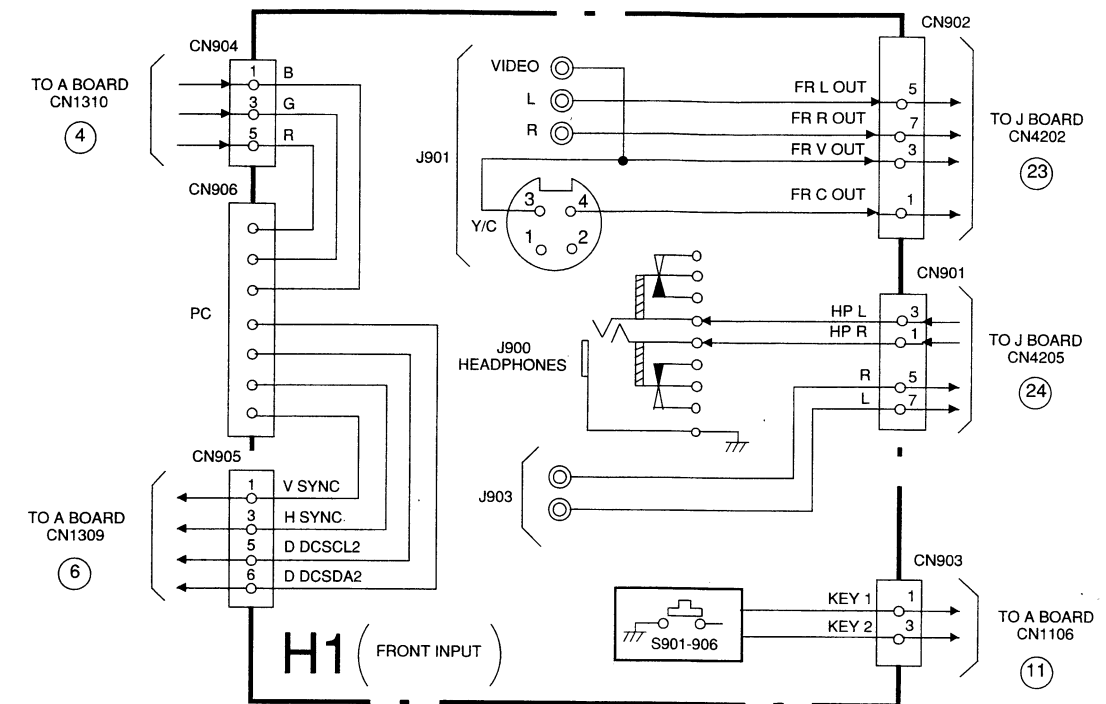 CN904
TO A BOARD
CN1310
4
1 B
3 G
5 R
CN906
PC
CN905
TO A BOARD
CN1309
6
1 V SYNC
3 H SYNC
5 D DCSCL2
6 D DCSDA2
H1
FRONT INPUT
J901
VIDEO
L
R
Y/C
3 4
1 2
CN902
FR L OUT 5
FR R OUT 7
FR V OUT 3
FR C OUT 1
TO J BOARD
CN4202
23
J900
HEADPHONES
CN901
HP L 3
HP R 1
R 5
L 7
TO J BOARD
CN4205
24
J903
S901-906
CN903
KEY 1 1
KEY 2 3
TO A BOARD
CN1106
11